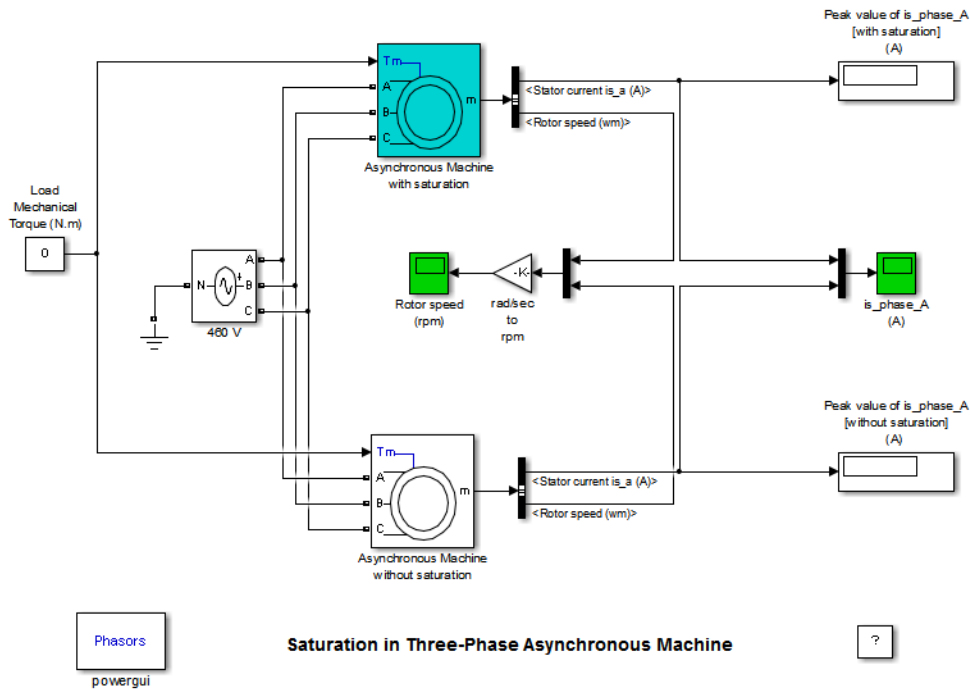 Peak value of is_phase_A
[with saturation]
(A)
Tm
A
B
C
m
<Stator current is_a (A)>
<Rotor speed (wm)>
Asynchronous Machine
with saturation
Load
Mechanical
Torque (N.m)
0
N
A
B
C
+
460 V
Rotor speed
(rpm)
-K-
rad/sec
to
rpm
is_phase_A
(A)
Peak value of is_phase_A
[without saturation]
(A)
Tm
A
B
C
m
<Stator current is_a (A)>
<Rotor speed (wm)>
Asynchronous Machine
without saturation
Phasors
powergui
Saturation in Three-Phase Asynchronous Machine
?